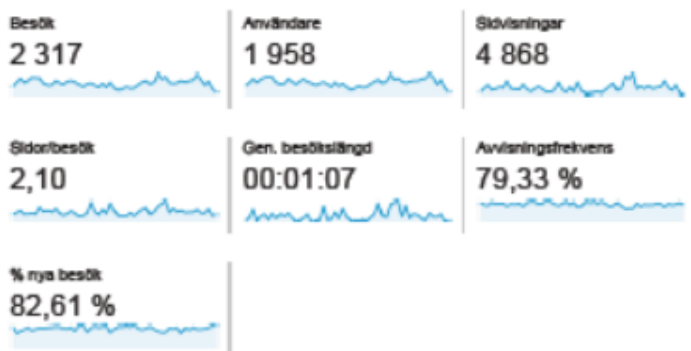 Besök
2 317
Användare
1 958
Sidvisningar
4 868
Sidor/besök
2,10
Gen. besökslängd
00:01:07
Avvisningsfrekvens
79,33 %
% nya besök
82,61 %